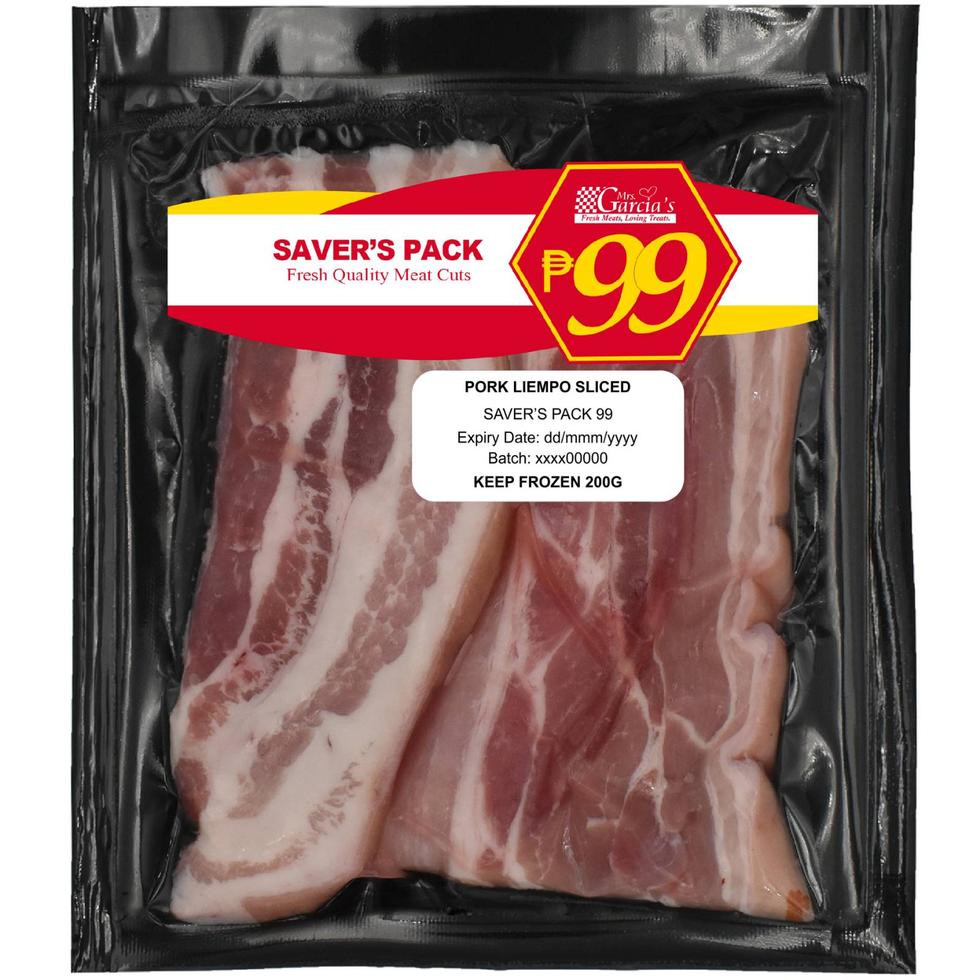 Mrs.
Garcia's
Fresh Meats, Loving Treats.
SAVER'S PACK
Fresh Quality Meat Cuts
₱99
PORK LIEMPO SLICED
SAVER'S PACK 99
Expiry Date: dd/mmm/yyyy
Batch: xxxx00000
KEEP FROZEN 200G